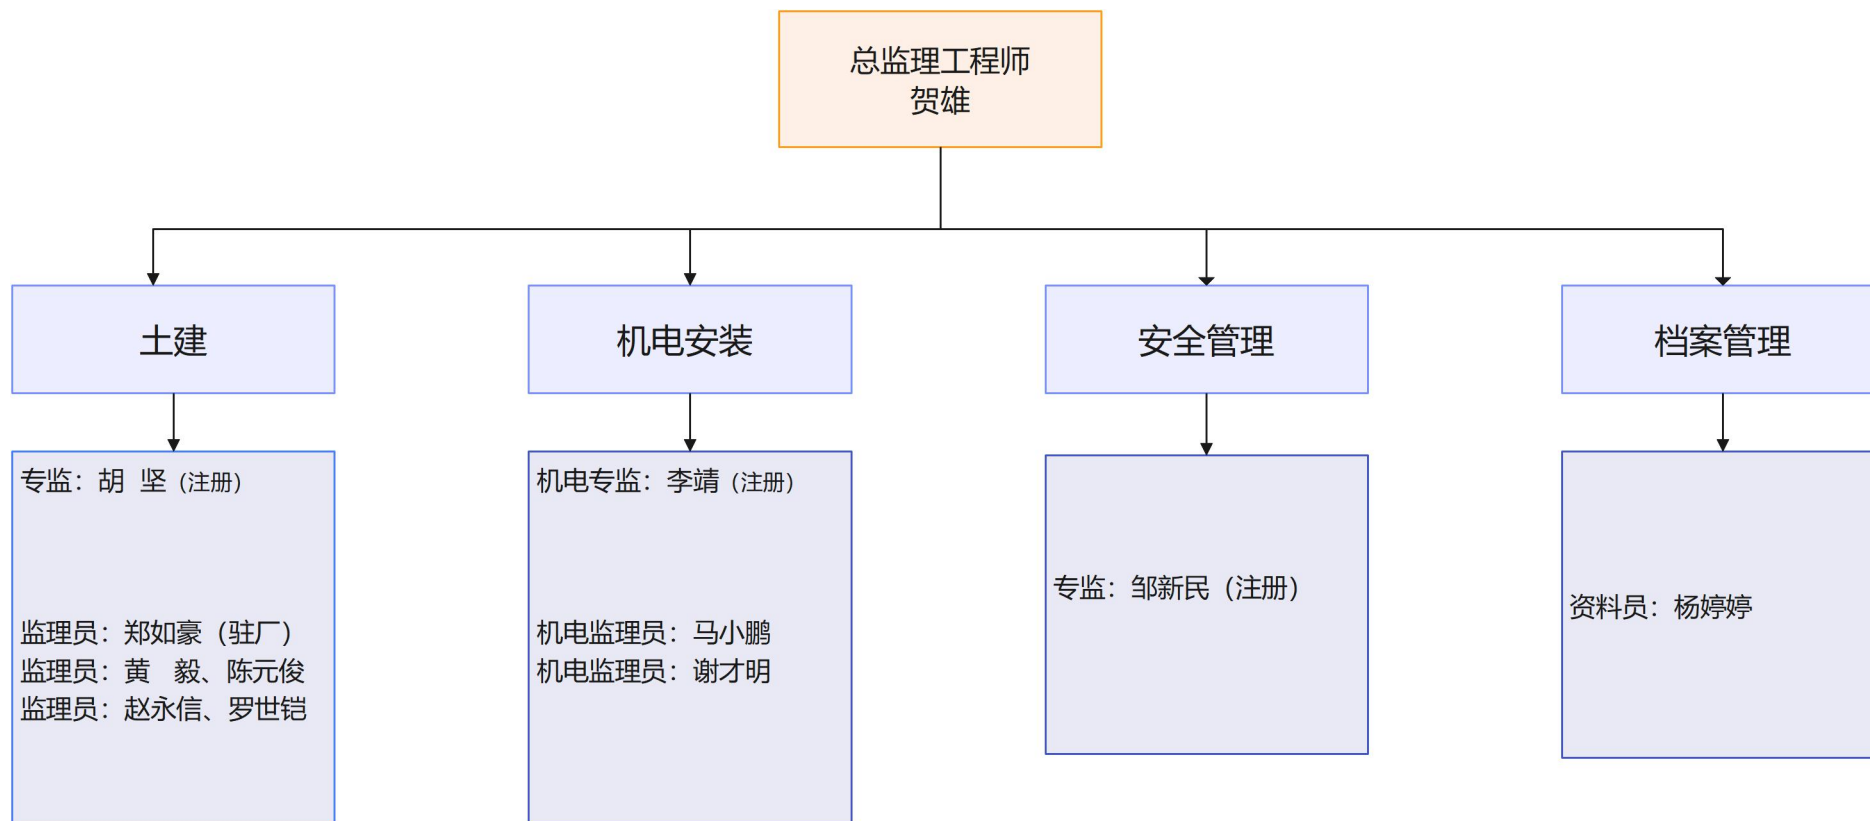 总监理工程师
贺雄
土建
机电安装
安全管理
档案管理
专监：胡 坚（注册）
监理员：郑如豪（驻厂）
监理员：黄　毅、陈元俊
监理员：赵永信、罗世铠
机电专监：李靖（注册）
机电监理员：马小鹏
机电监理员：谢才明
专监：邹新民（注册）
资料员：杨婷婷